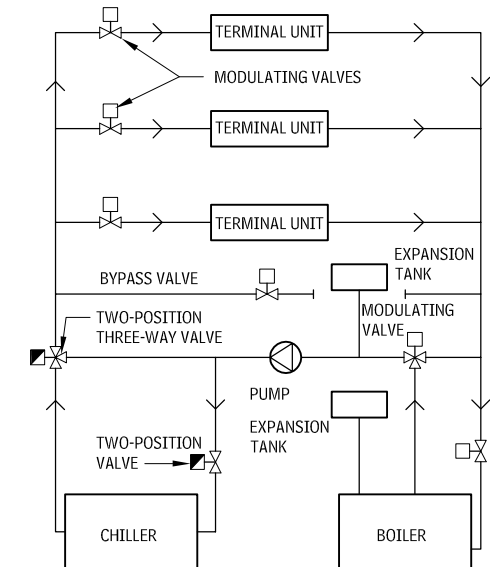 TERMINAL UNIT
MODULATING VALVES
TERMINAL UNIT
TERMINAL UNIT
BYPASS VALVE
EXPANSION
TANK
TWO-POSITION
THREE-WAY VALVE
MODULATING
VALVE
PUMP
EXPANSION
TANK
TWO-POSITION
VALVE
CHILLER
BOILER